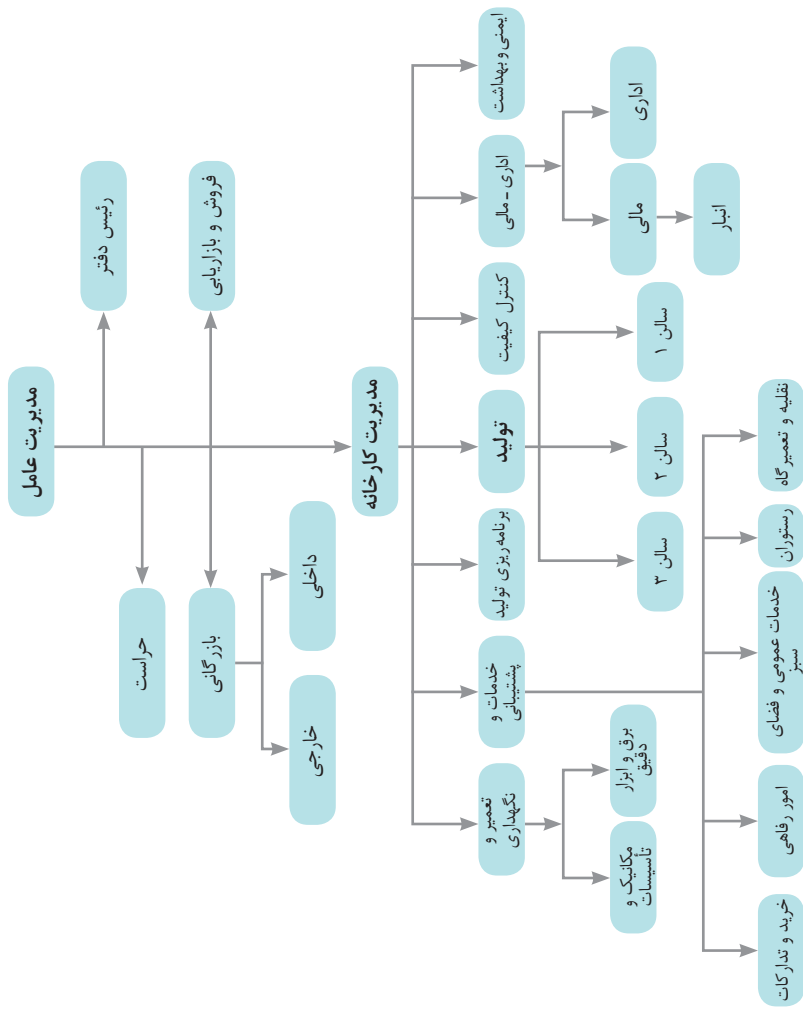 مدیریت عامل
رئیس دفتر
حراست
فروش و بازاریابی
بازرگانی
داخلی
خارجی
مدیریت کارخانه
ایمنی و بهداشت
اداری - مالی
کنترل کیفیت
تولید
برنامه ریزی تولید
خدمات و
پشتیبانی
تعمیر و
نگهداری
اداری
مالی
انبار
سالن ۱
سالن ۲
سالن ۳
برق و ابزار
دقیق
مکانیک و
تأسیسات
نقلیه و تعمیرگاه
رستوران
خدمات عمومی و فضای
سبز
امور رفاهی
خرید و تدارکات